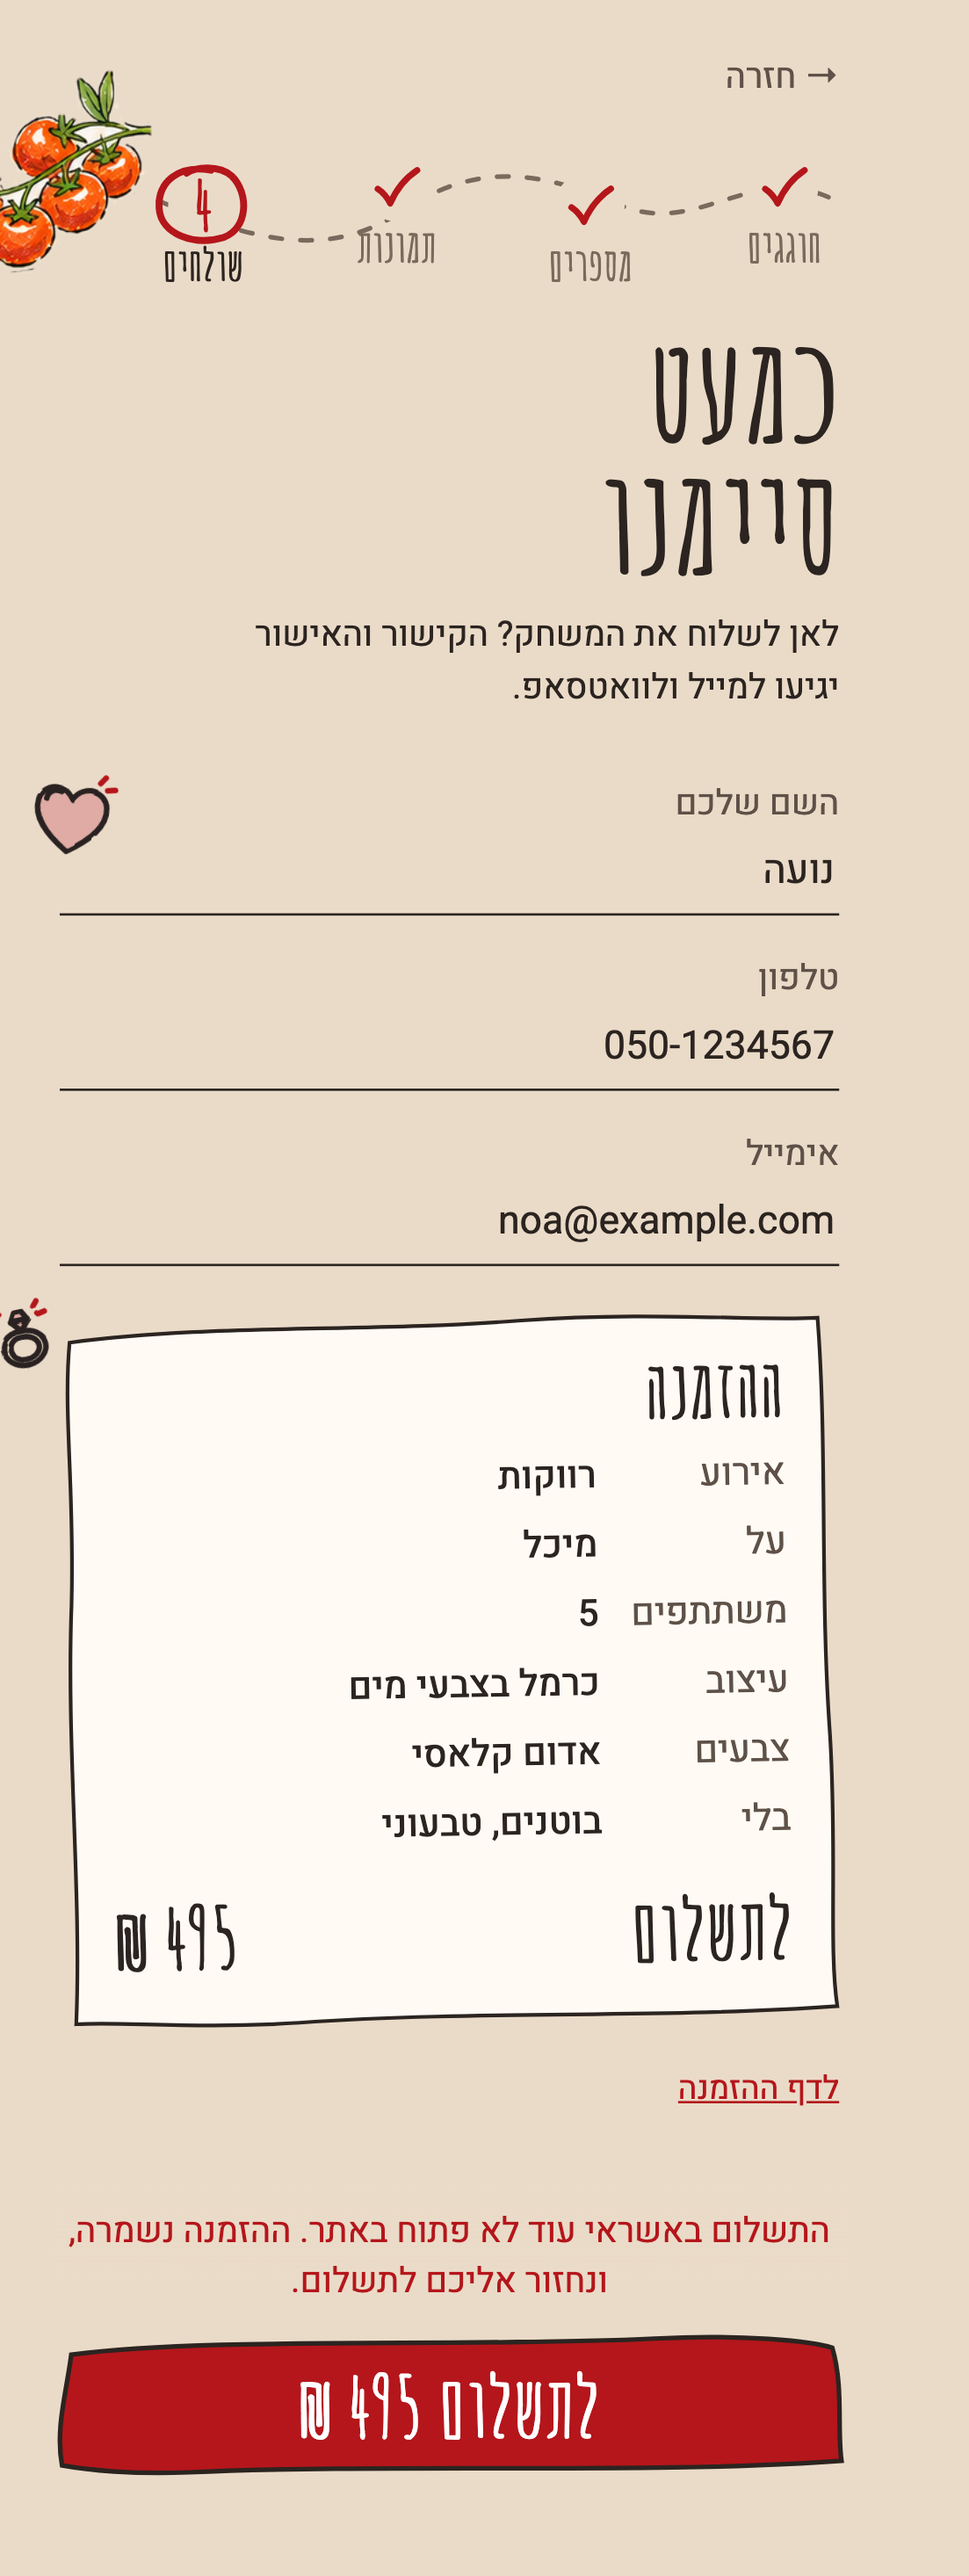 → חזרה
חוגגים
מספרים
תמונות
4
שולחים
כמעט
סיימנו
לאן לשלוח את המשחק? הקישור והאישור
יגיעו למייל ולוואטסאפ.
השם שלכם
נועה
טלפון
050-1234567
אימייל
noa@example.com
ההזמנה
אירוע רווקות
על מיכל
משתתפים 5
עיצוב כרמל בצבעי מים
צבעים אדום קלאסי
בלי בוטנים, טבעוני
לתשלום 495 ₪
לדף ההזמנה
התשלום באשראי עוד לא פתוח באתר. ההזמנה נשמרה,
ונחזור אליכם לתשלום.
לתשלום 495 ₪